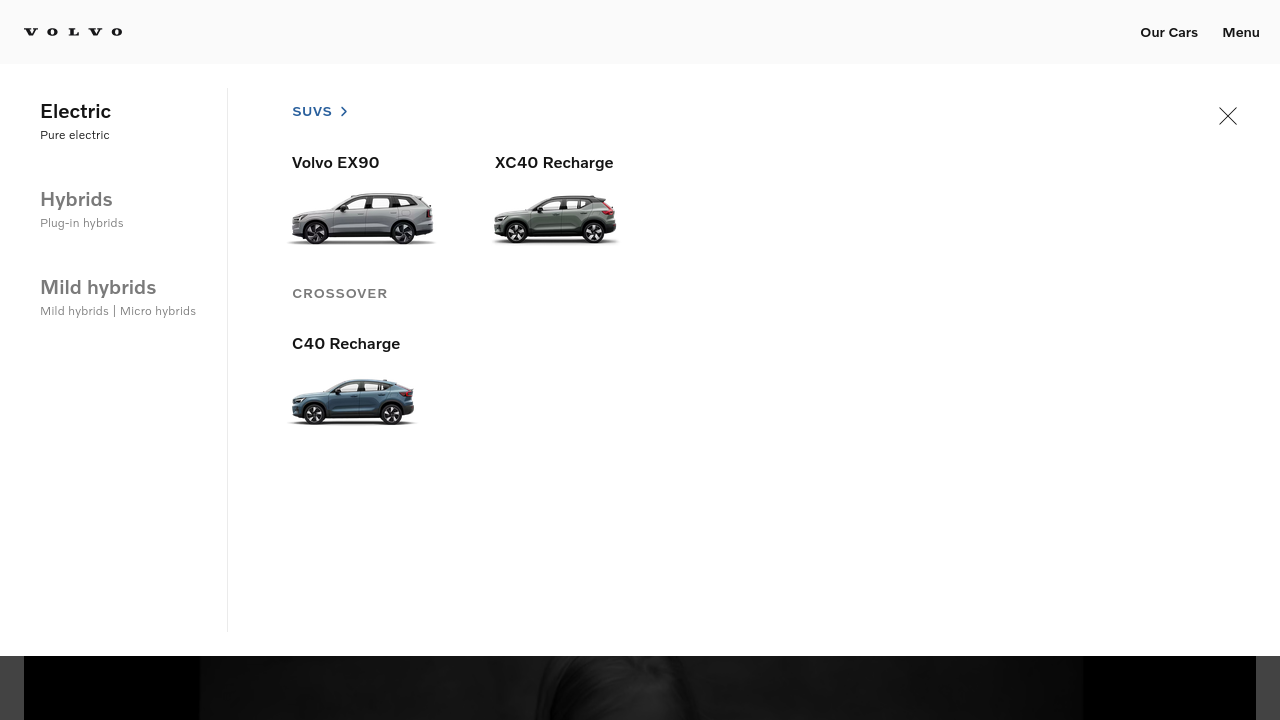 VOLVO
Our Cars
Menu
Electric
Pure electric
Hybrids
Plug-in hybrids
Mild hybrids
Mild hybrids | Micro hybrids
SUVS
Volvo EX90
XC40 Recharge
CROSSOVER
C40 Recharge